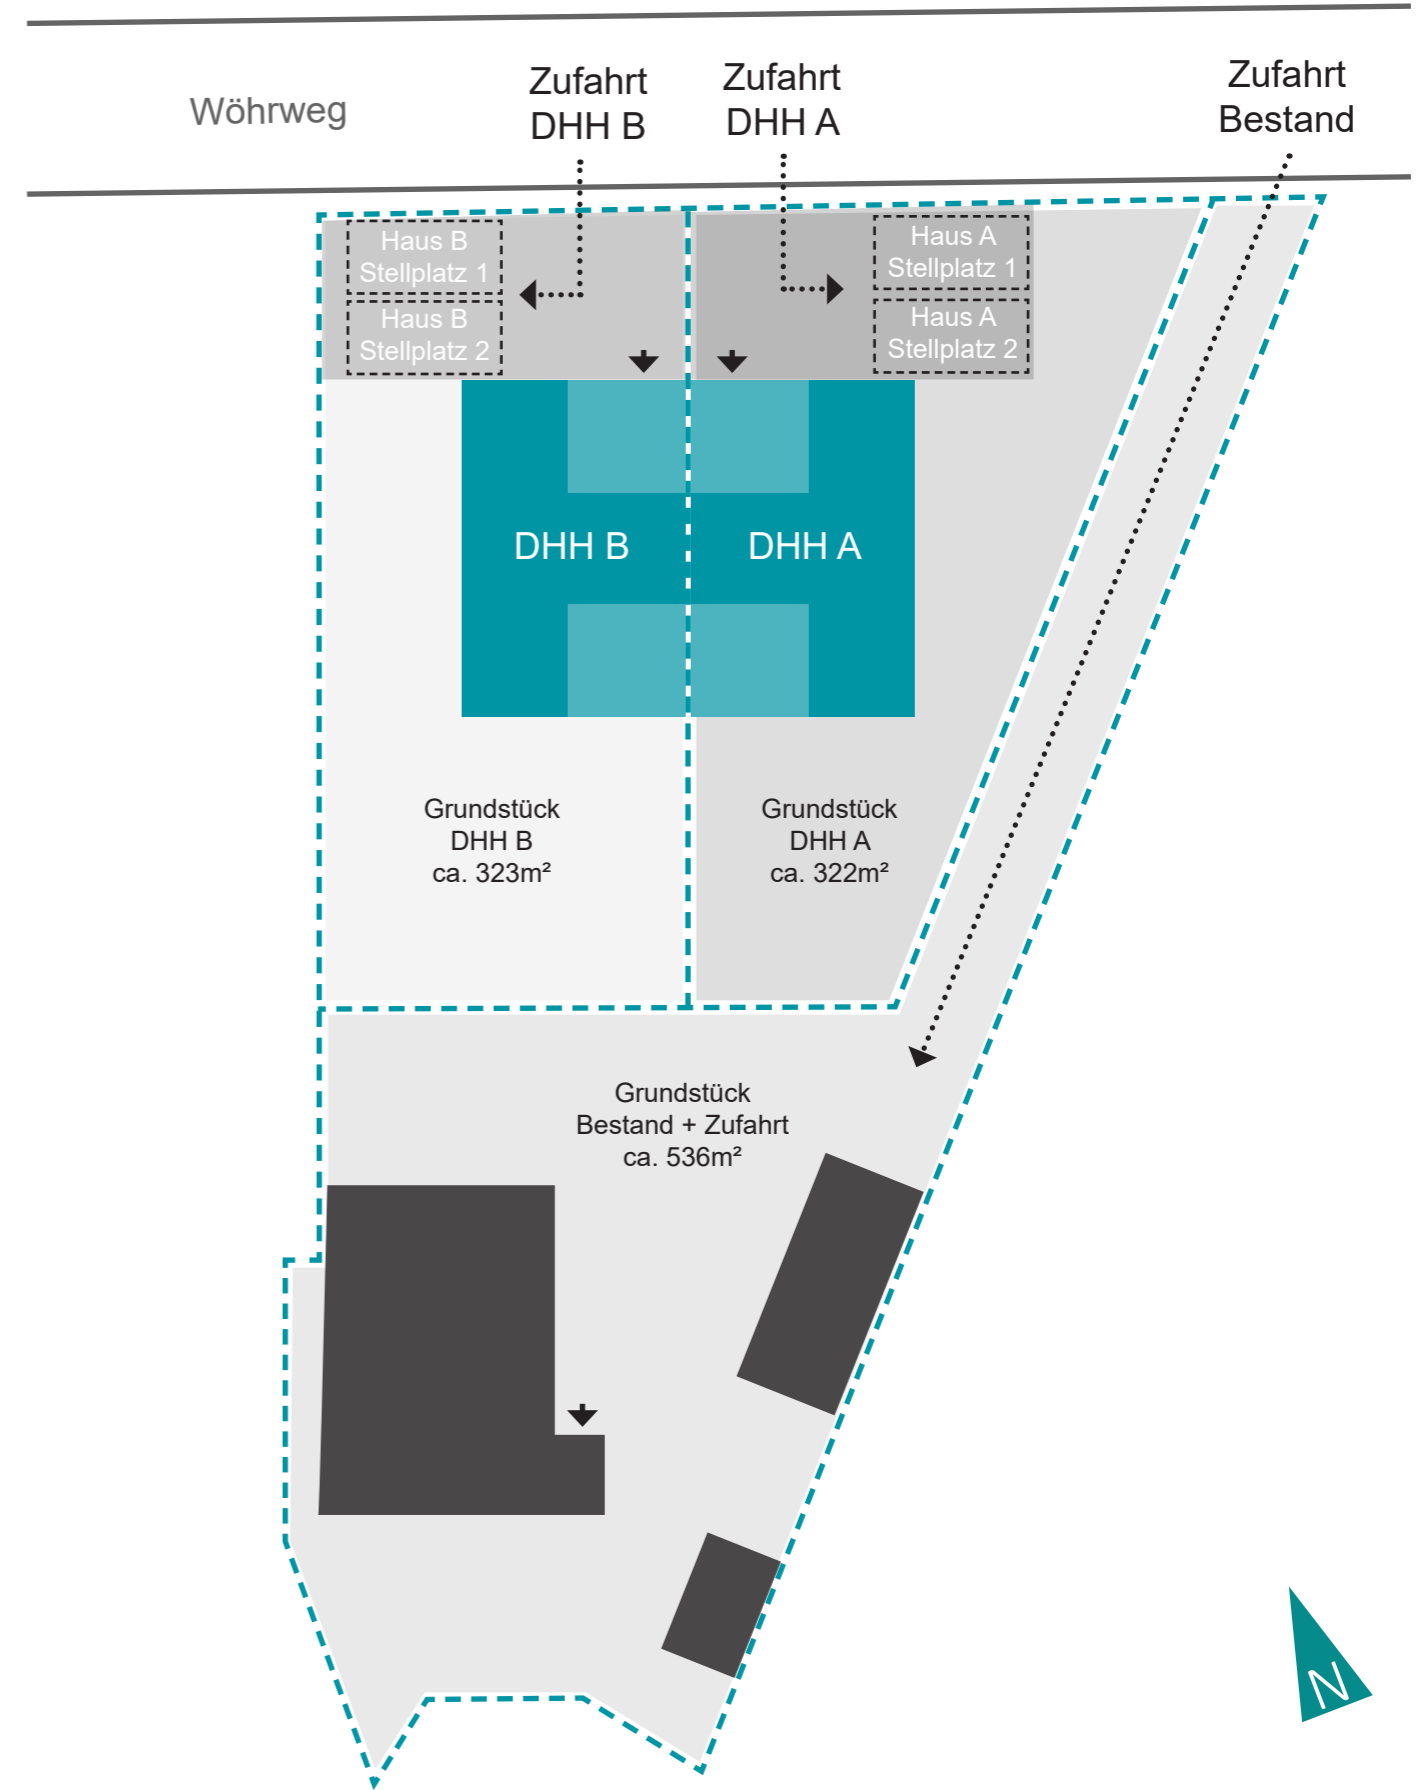 Wöhrweg
Zufahrt
DHH B
Zufahrt
DHH A
Zufahrt
Bestand
Haus B
Stellplatz 1
Haus B
Stellplatz 2
Haus A
Stellplatz 1
Haus A
Stellplatz 2
DHH B
DHH A
Grundstück
DHH B
ca. 323m²
Grundstück
DHH A
ca. 322m²
Grundstück
Bestand + Zufahrt
ca. 536m²
N